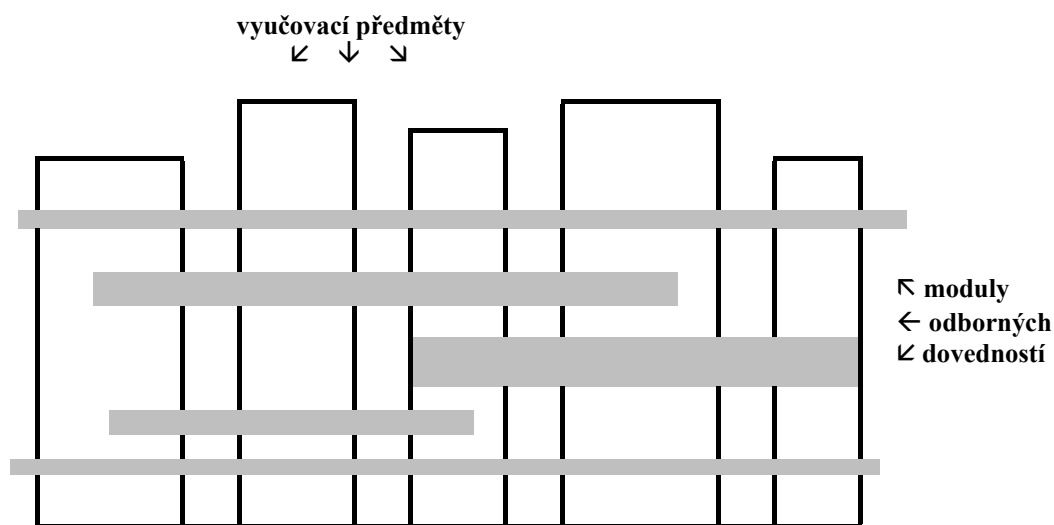 vyučovací předměty
↙ ↓ ↘
↖ moduly
← odborných
↙ dovedností